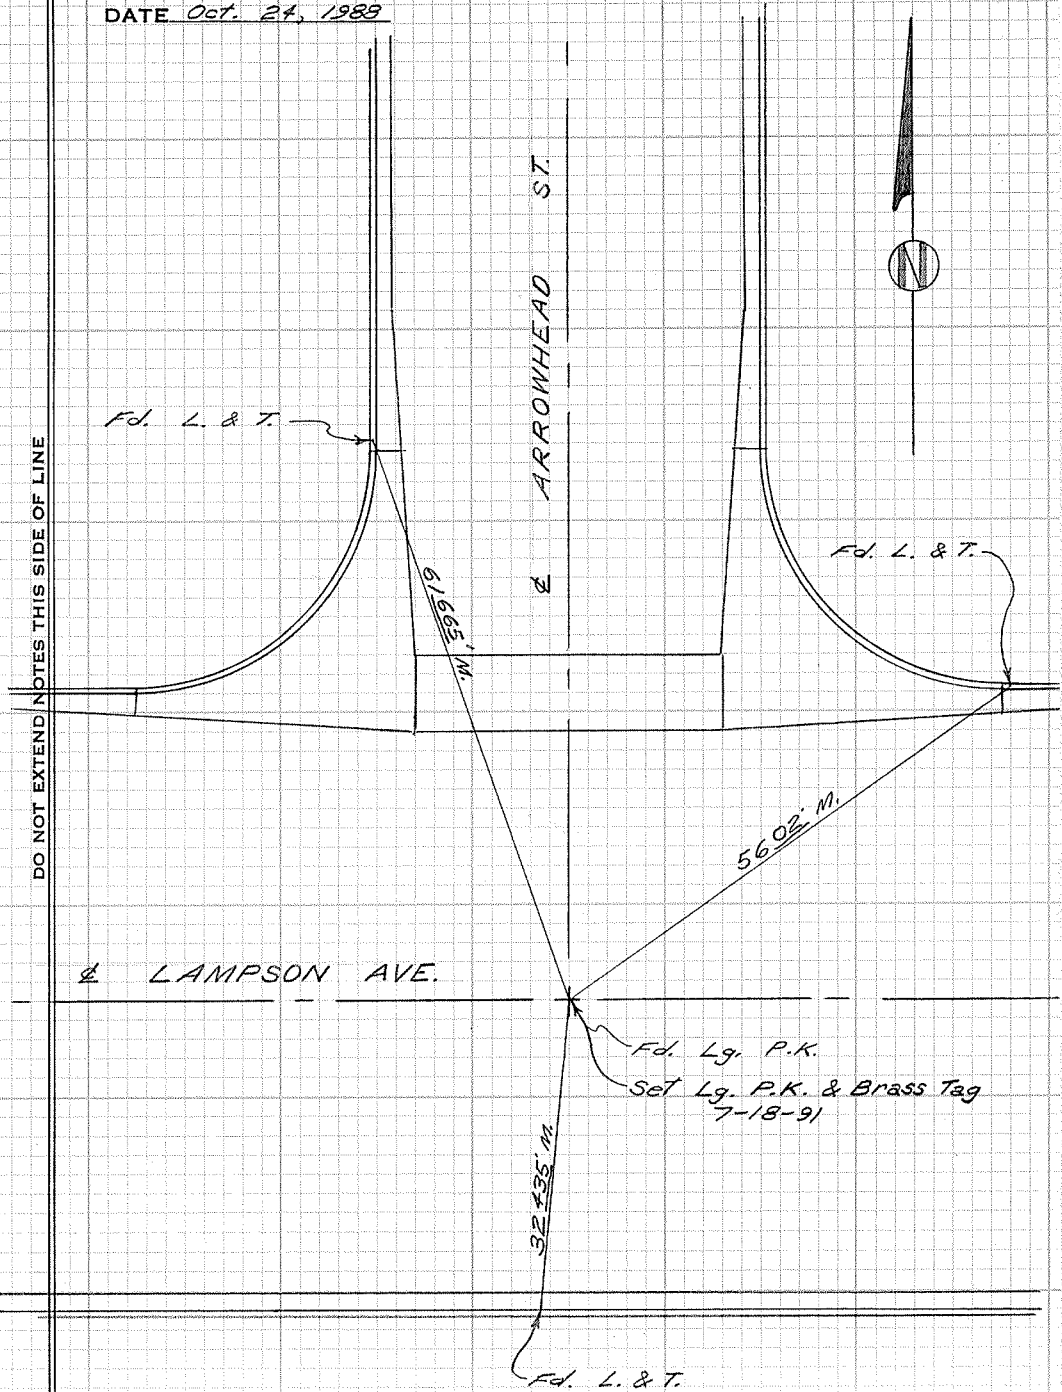 DATE Oct. 24, 1988
DO NOT EXTEND NOTES THIS SIDE OF LINE
℄ ARROWHEAD ST.
N
Fd. L. & T.
Fd. L. & T.
61.665' M.
56.02' M.
℄ LAMPSON AVE.
Fd. Lg. P.K.
Set Lg. P.K. & Brass Tag
7-18-91
32.435' M.
Fd. L. & T.